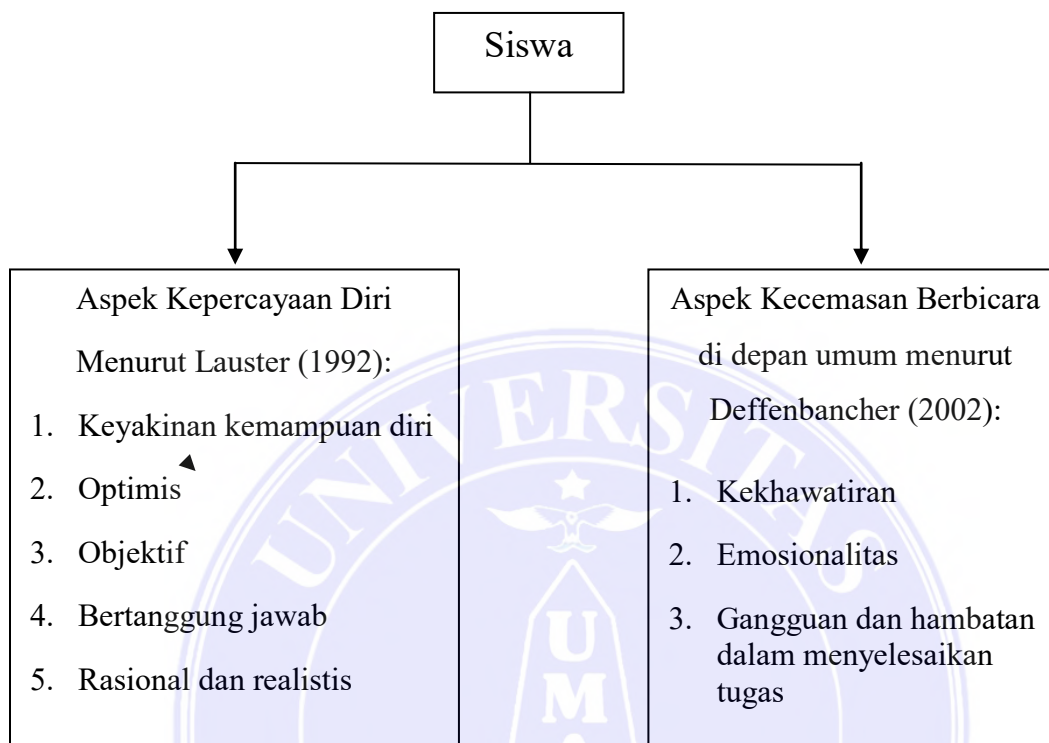 Siswa
Aspek Kepercayaan Diri
Menurut Lauster (1992):
1. Keyakinan kemampuan diri
2. Optimis
3. Objektif
4. Bertanggung jawab
5. Rasional dan realistis
Aspek Kecemasan Berbicara
di depan umum menurut
Deffenbancher (2002):
1. Kekhawatiran
2. Emosionalitas
3. Gangguan dan hambatan
dalam menyelesaikan
tugas
UNIVERSITAS
U
M